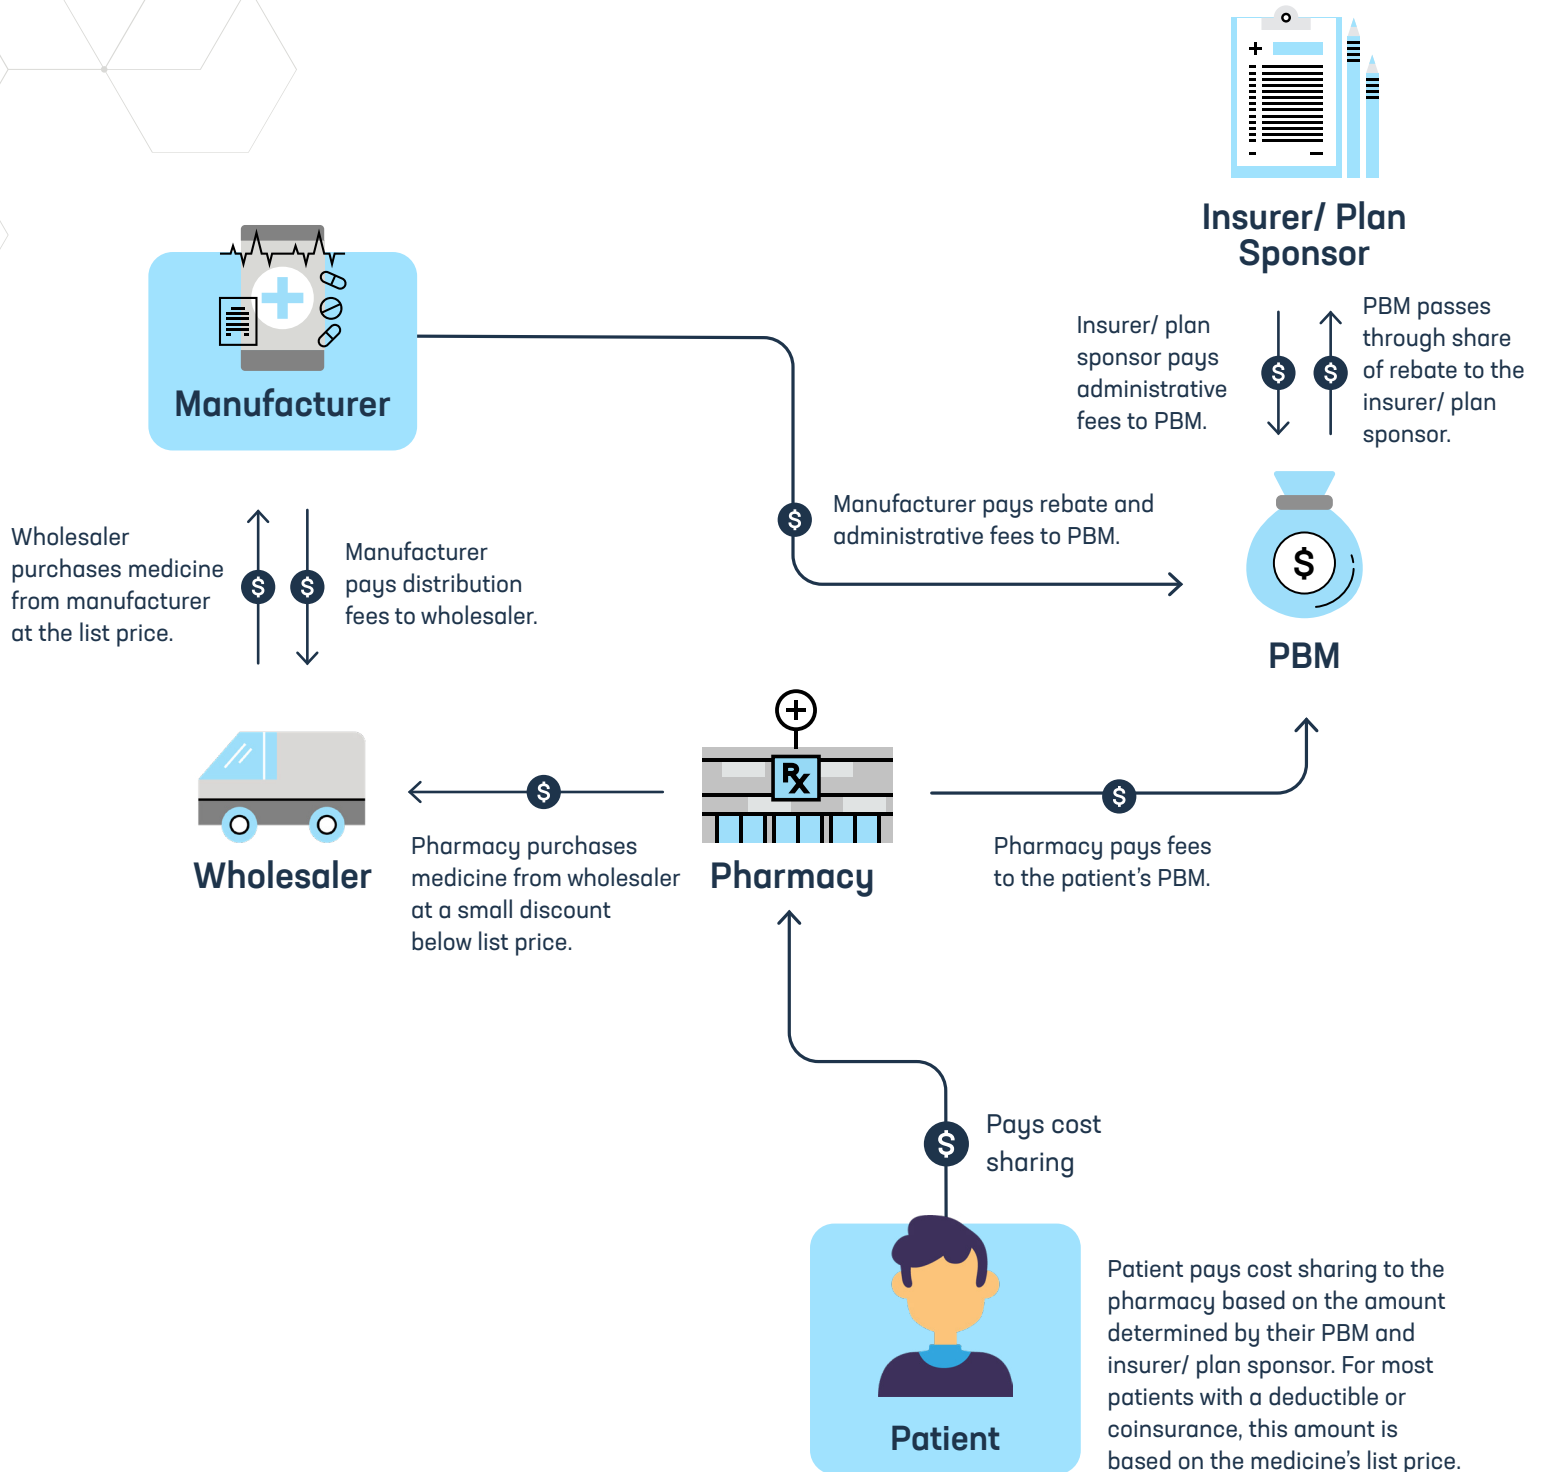 Insurer/ Plan
Sponsor
Insurer/ plan
sponsor pays
administrative
fees to PBM.
$
$
PBM passes
through share
of rebate to the
insurer/ plan
sponsor.
Manufacturer
Manufacturer pays rebate and
administrative fees to PBM.
$
$
PBM
Wholesaler
purchases medicine
from manufacturer
at the list price.
$
$
Manufacturer
pays distribution
fees to wholesaler.
Wholesaler
$
Pharmacy purchases
medicine from wholesaler
at a small discount
below list price.
Rx
Pharmacy
$
Pharmacy pays fees
to the patient’s PBM.
$
Pays cost
sharing
Patient
Patient pays cost sharing to the
pharmacy based on the amount
determined by their PBM and
insurer/ plan sponsor. For most
patients with a deductible or
coinsurance, this amount is
based on the medicine’s list price.